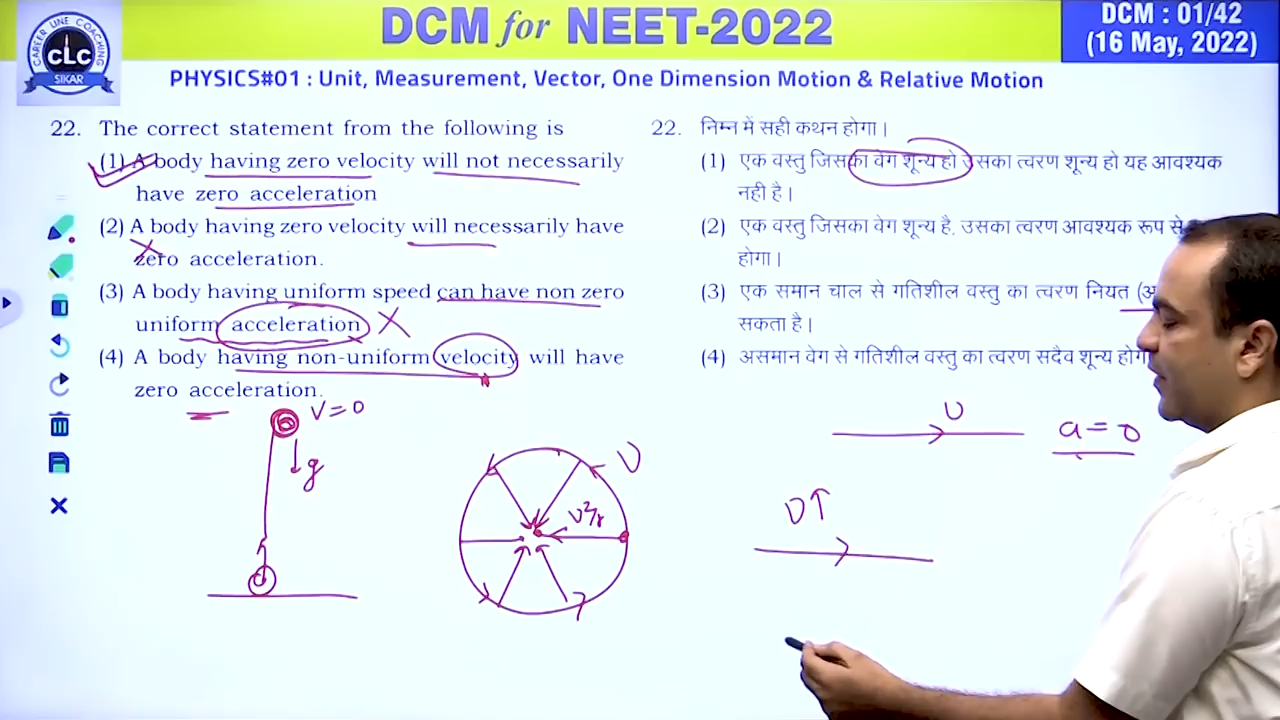 DCM for NEET-2022
DCM : 01/42
(16 May, 2022)
CAREER LINE COACHING
CLC
SIKAR
PHYSICS#01 : Unit, Measurement, Vector, One Dimension Motion & Relative Motion
22. The correct statement from the following is
(1) A body having zero velocity will not necessarily
have zero acceleration
(2) A body having zero velocity will necessarily have
zero acceleration.
(3) A body having uniform speed can have non zero
uniform acceleration
(4) A body having non-uniform velocity will have
zero acceleration.
22. निम्न में सही कथन होगा।
(1) एक वस्तु जिसका वेग शून्य हो उसका त्वरण शून्य हो यह आवश्यक
नही है।
(2) एक वस्तु जिसका वेग शून्य है, उसका त्वरण आवश्यक रूप से
होगा।
(3) एक समान चाल से गतिशील वस्तु का त्वरण नियत
सकता है।
(4) असमान वेग से गतिशील वस्तु का त्वरण सदैव शून्य
V=0
g
υ
υ²/r
υ
a=0
υ↑